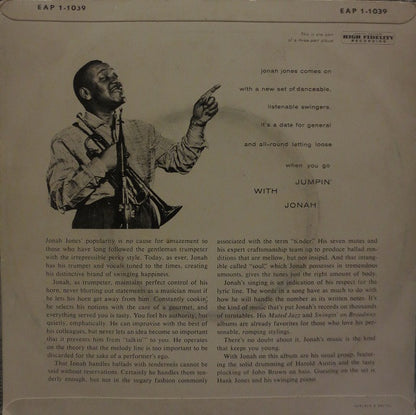 EAP 1-1039
EAP 1-1039
This is one part
of a three-part album
HIGH FIDELITY
RECORDING
jonah jones comes on
with a new set of danceable,
listenable swingers.
it's a date for general
and all-round letting loose
when you go
JUMPIN'
WITH
JONAH
Jonah Jones' popularity is no cause for amazement to
those who have long followed the gentleman trumpeter
with the irrepressible perky style. Today, as ever, Jonah
has his trumpet and vocals tuned to the times, creating
his distinctive brand of swinging happiness.
Jonah, as trumpeter, maintains perfect control of his
horn, never blurting out statements as a musician must if
he lets his horn get away from him. Constantly cooking,
he selects his notions with the care of a gourmet, and
everything served you is tasty. You feel his authority, but
quietly, emphatically. He can improvise with the best of
his colleagues, but never lets an idea become so important
that it prevents him from "talkin'" to you. He operates
on the theory that the melody line is too important to be
discarded for the sake of a performer's ego.
That Jonah handles ballads with tenderness cannot be
said without reservations. Certainly he handles them ten-
derly enough, but not in the sugary fashion commonly
associated with the term "tender." His seven mutes and
his expert craftsmanship team up to produce ballad rendi-
tions that are mellow, but not insipid. And that intang-
ible called "soul," which Jonah possesses in tremendous
amounts, gives the tunes just the right amount of body.
Jonah's singing is an indication of his respect for the
lyric line. The words in a song have as much to do with
how he will handle the number as its written notes. It's
the kind of music that's put Jonah's records on thousands
of turntables. His Muted Jazz and Swingin' on Broadway
albums are already favorites for those who love his per-
sonable, romping stylings.
There's no doubt about it. Jonah's music is the kind
that keeps you young.
With Jonah on this album are his usual group, featur-
ing the solid drumming of Harold Austin and the tasty
plucking of John Brown on bass. Guesting on the set is
Hank Jones and his swinging piano.